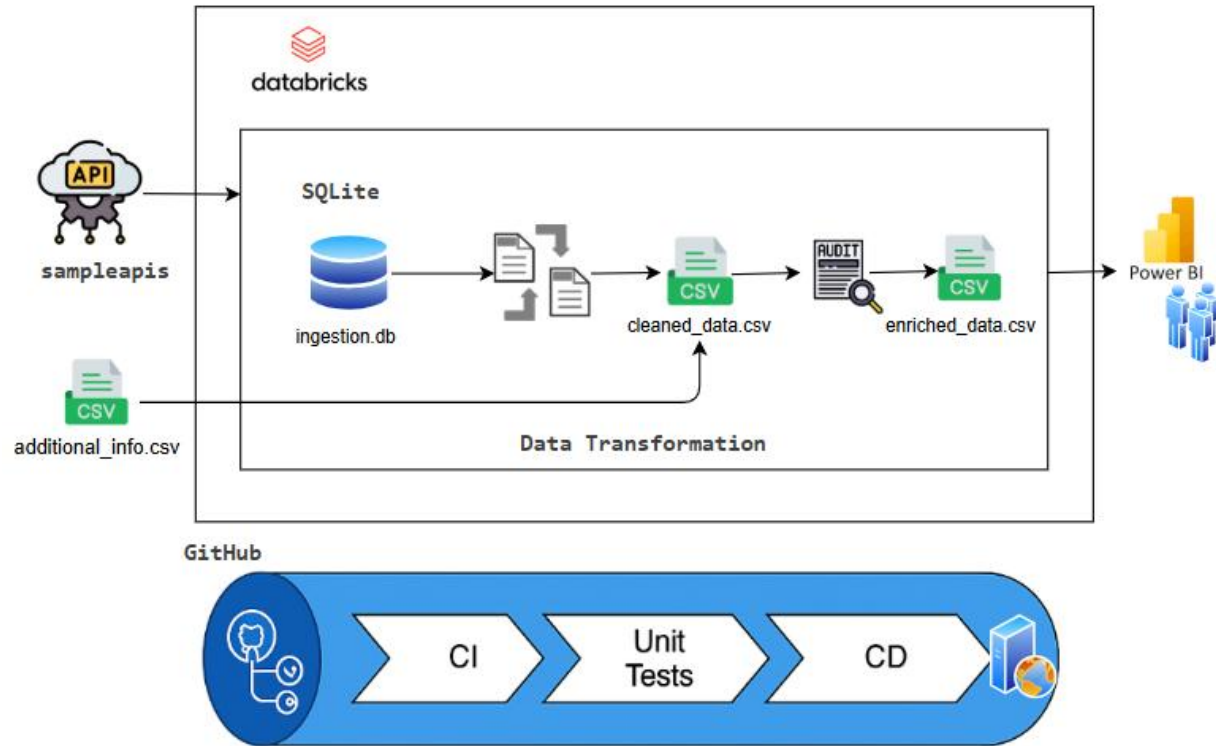 databricks
API
sampleapis
SQLite
ingestion.db
CSV
cleaned_data.csv
AUDIT
CSV
enriched_data.csv
Power BI
CSV
additional_info.csv
Data Transformation
GitHub
CI
Unit
Tests
CD